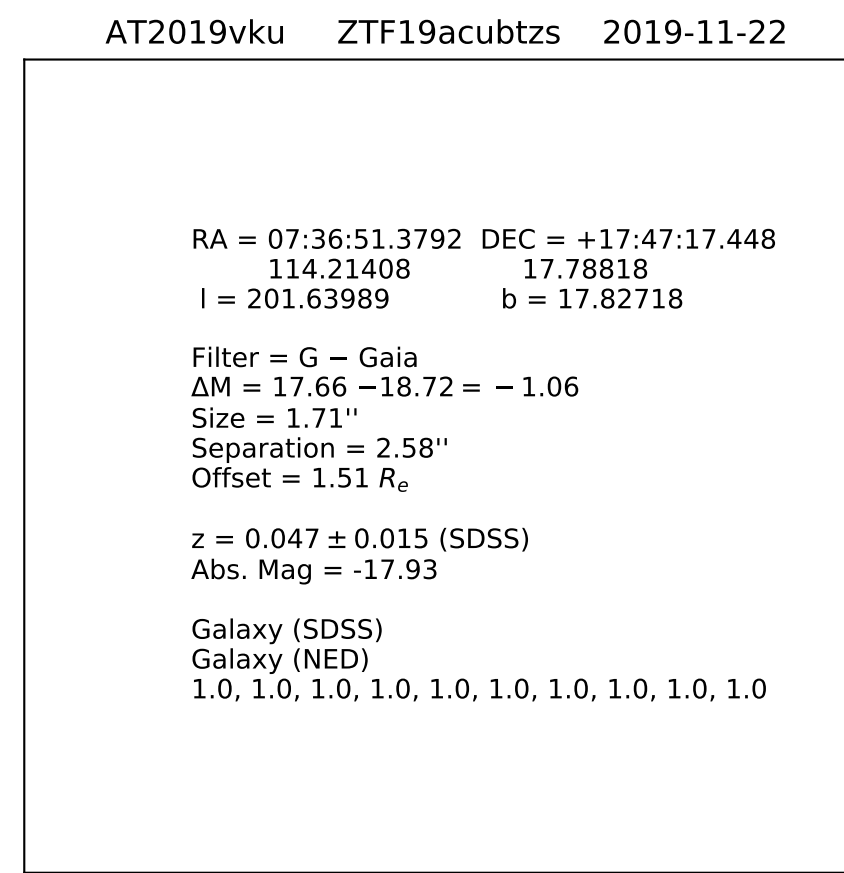 AT2019vku ZTF19acubtzs 2019-11-22
RA = 07:36:51.3792 DEC = +17:47:17.448
114.21408 17.78818
l = 201.63989 b = 17.82718
Filter = G − Gaia
ΔM = 17.66 −18.72 = − 1.06
Size = 1.71''
Separation = 2.58''
Offset = 1.51 Re
z = 0.047 ± 0.015 (SDSS)
Abs. Mag = -17.93
Galaxy (SDSS)
Galaxy (NED)
1.0, 1.0, 1.0, 1.0, 1.0, 1.0, 1.0, 1.0, 1.0, 1.0